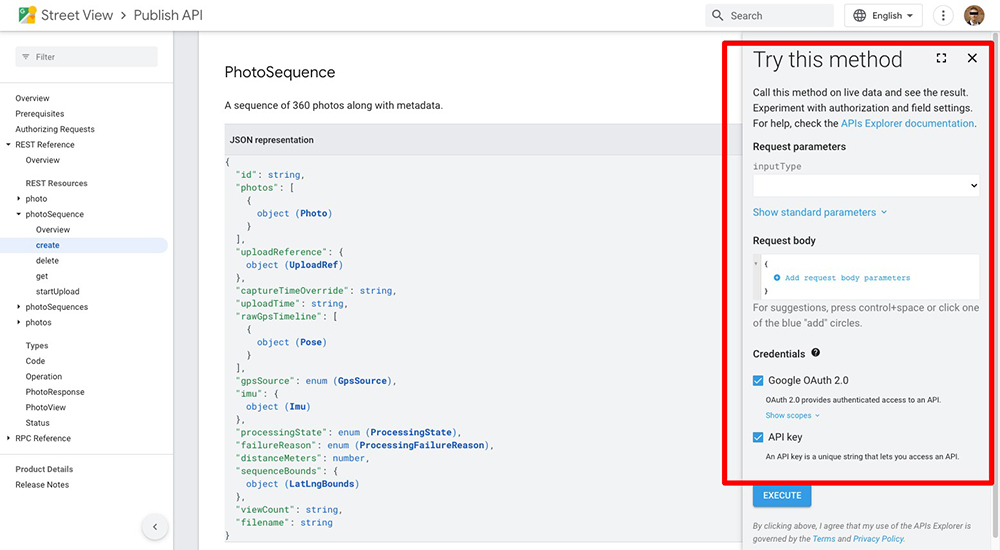 Street View > Publish API
Search
English
Filter
Overview
Prerequisites
Authorizing Requests
REST Reference
Overview
REST Resources
photo
photoSequence
Overview
create
delete
get
startUpload
photoSequences
photos
Types
Code
Operation
PhotoResponse
PhotoView
Status
RPC Reference
Product Details
Release Notes
PhotoSequence
A sequence of 360 photos along with metadata.
JSON representation
{
"id": string,
"photos": [
{
object (Photo)
}
],
"uploadReference": {
object (UploadRef)
},
"captureTimeOverride": string,
"uploadTime": string,
"rawGpsTimeline": [
{
object (Pose)
}
],
"gpsSource": enum (GpsSource),
"imu": {
object (Imu)
},
"processingState": enum (ProcessingState),
"failureReason": enum (ProcessingFailureReason),
"distanceMeters": number,
"sequenceBounds": {
object (LatLngBounds)
},
"viewCount": string,
"filename": string
}
Try this method
Call this method on live data and see the result.
Experiment with authorization and field settings.
For help, check the APIs Explorer documentation.
Request parameters
inputType
Show standard parameters
Request body
{
Add request body parameters
}
For suggestions, press control+space or click one
of the blue "add" circles.
Credentials
Google OAuth 2.0
OAuth 2.0 provides authenticated access to an API.
Show scopes
API key
An API key is a unique string that lets you access an API.
EXECUTE
By clicking above, I agree that my use of the APIs Explorer is
governed by the Terms and Privacy Policy.